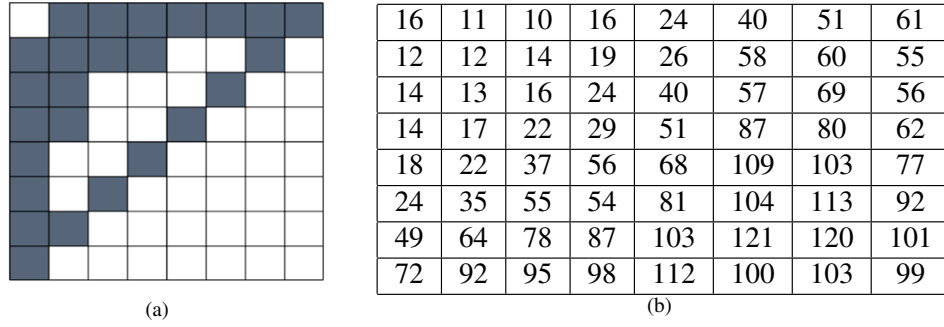 16 11 10 16 24 40 51 61
12 12 14 19 26 58 60 55
14 13 16 24 40 57 69 56
14 17 22 29 51 87 80 62
18 22 37 56 68 109 103 77
24 35 55 54 81 104 113 92
49 64 78 87 103 121 120 101
72 92 95 98 112 100 103 99
(a)
(b)